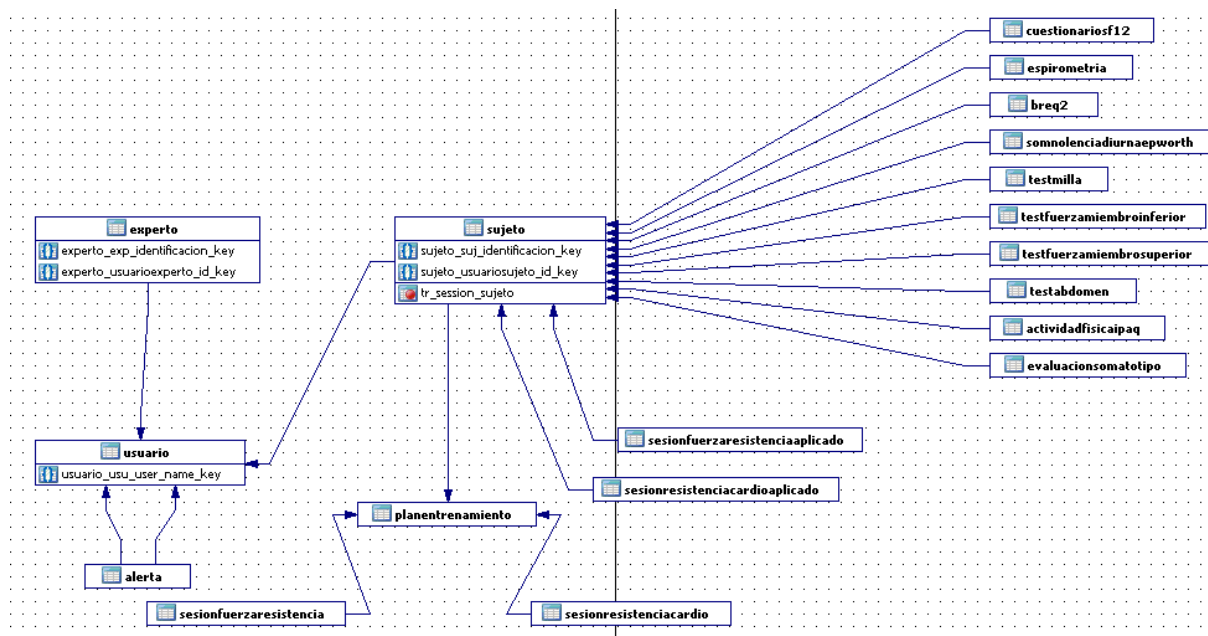 cuestionariosf12
espirometria
breq2
somnolenciadiurnaepworth
testmilla
testfuerzamiembroinferior
testfuerzamiembrosuperior
testabdomen
actividadfisicaipaq
evaluacionsomatotipo
experto
experto_exp_identificacion_key
experto_usuarioexperto_id_key
sujeto
sujeto_suj_identificacion_key
sujeto_usuariosujeto_id_key
tr_session_sujeto
usuario
usuario_usu_user_name_key
sesionfuerzaresistenciaaplicado
sesionresistenciacardioaplicado
planentrenamiento
alerta
sesionfuerzaresistencia
sesionresistenciacardio